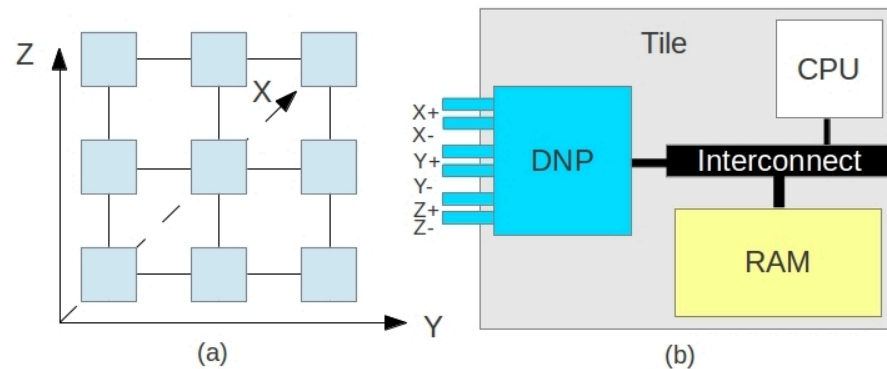 Z
X
Y
(a)
Tile
CPU
X+
X-
Y+
Y-
Z+
Z-
DNP
Interconnect
RAM
(b)